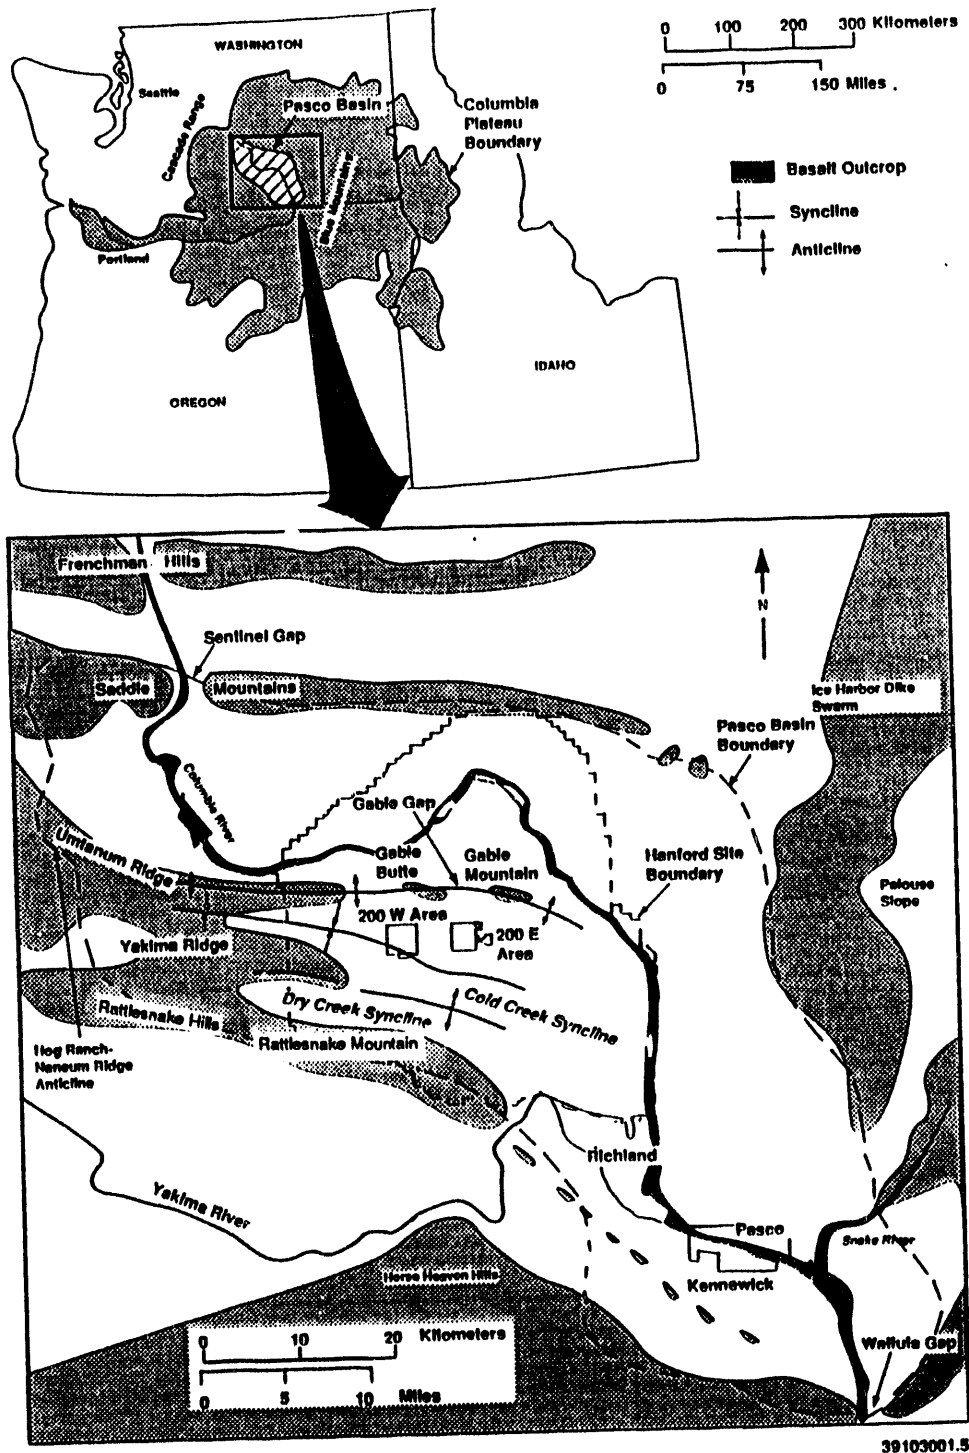 WASHINGTON
Seattle
Cascade Range
Pasco Basin
Columbia
Plateau
Boundary
Blue Mountains
Portland
OREGON
IDAHO
0 100 200 300 Kilometers
0 75 150 Miles
Basalt Outcrop
Syncline
Anticline
Frenchman Hills
Sentinel Gap
Saddle Mountains
N
Ice Harbor Dike
Swarm
Pasco Basin
Boundary
Columbia River
Gable Gap
Umtanum Ridge
Gable
Butte
Gable
Mountain
Hanford Site
Boundary
Palouse
Slope
200 W Area
200 E
Area
Yakima Ridge
Dry Creek Syncline
Cold Creek Syncline
Rattlesnake Hills
Rattlesnake Mountain
Hog Ranch-
Naneum Ridge
Anticline
Richland
Yakima River
Pasco
Snake River
Kennewick
Horse Heaven Hills
Wallula Gap
0 10 20 Kilometers
0 5 10
Miles
39103001.5